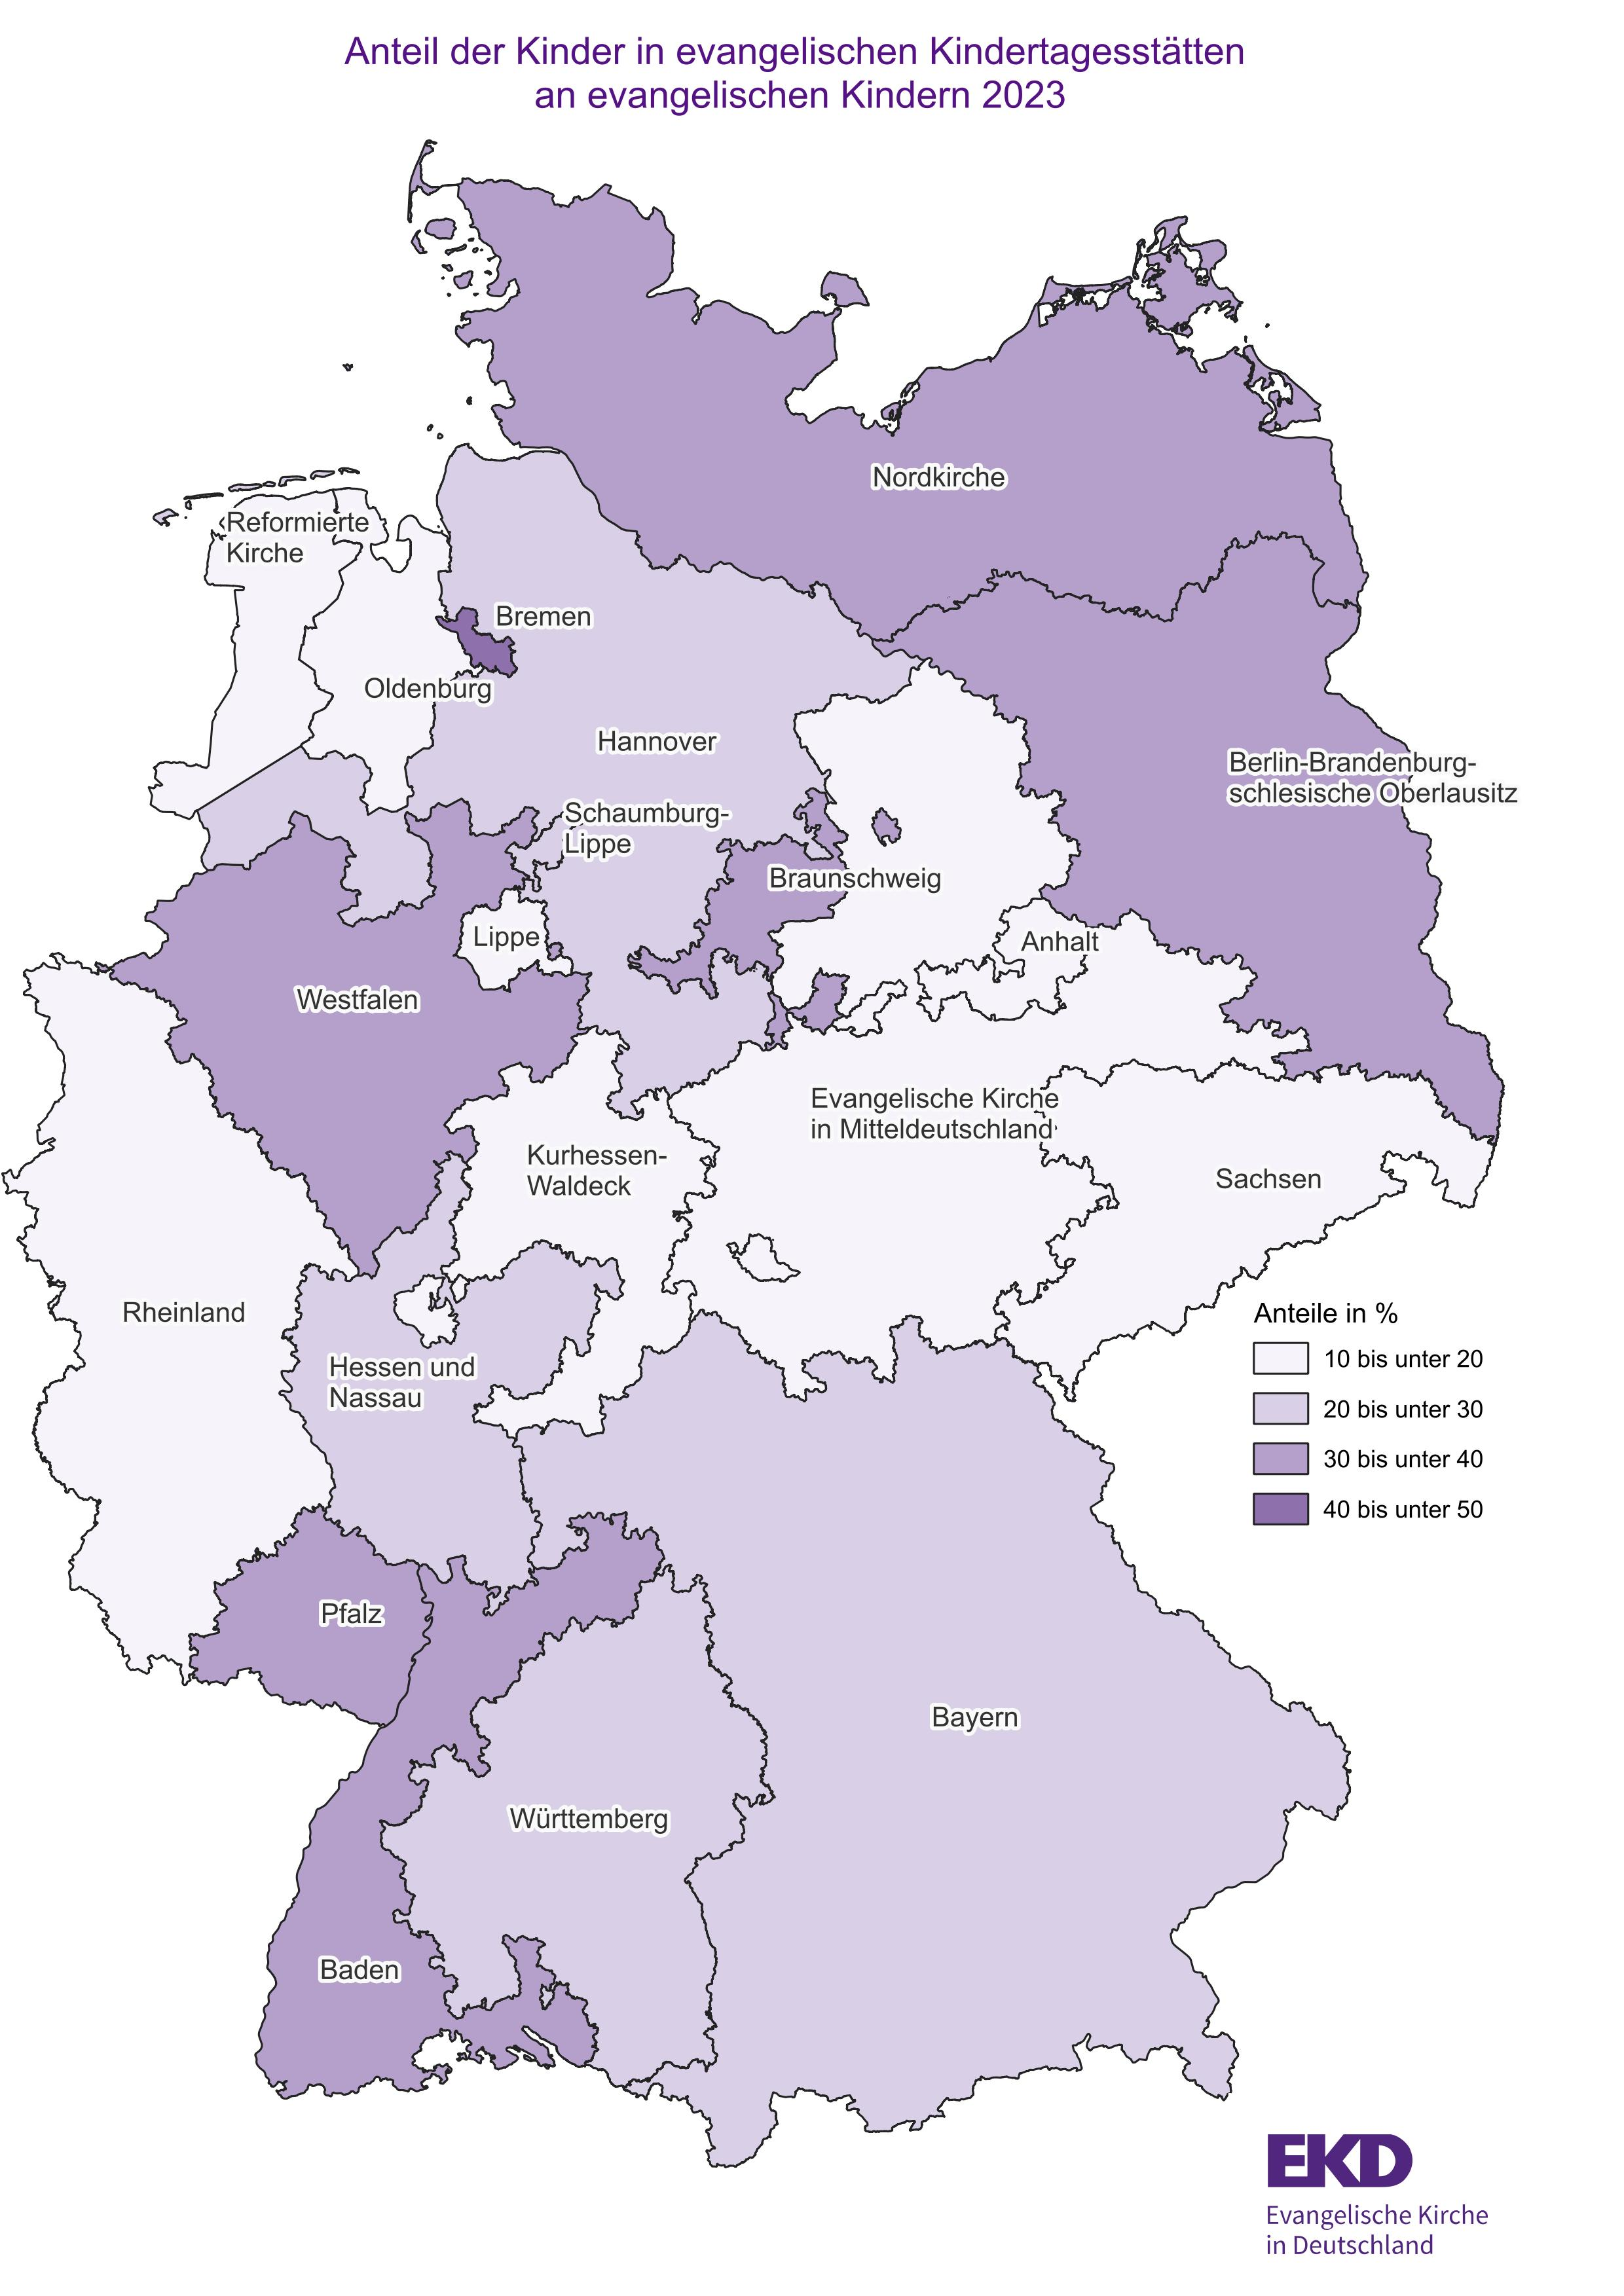 Anteil der Kinder in evangelischen Kindertagesstätten
an evangelischen Kindern 2023
Nordkirche
Reformierte
Kirche
Bremen
Oldenburg
Hannover
Berlin-Brandenburg-
schlesische Oberlausitz
Schaumburg-
Lippe
Braunschweig
Lippe
Anhalt
Westfalen
Evangelische Kirche
in Mitteldeutschland
Kurhessen-
Waldeck
Sachsen
Rheinland
Hessen und
Nassau
Anteile in %
10 bis unter 20
20 bis unter 30
30 bis unter 40
40 bis unter 50
Pfalz
Bayern
Württemberg
Baden
EKD
Evangelische Kirche
in Deutschland